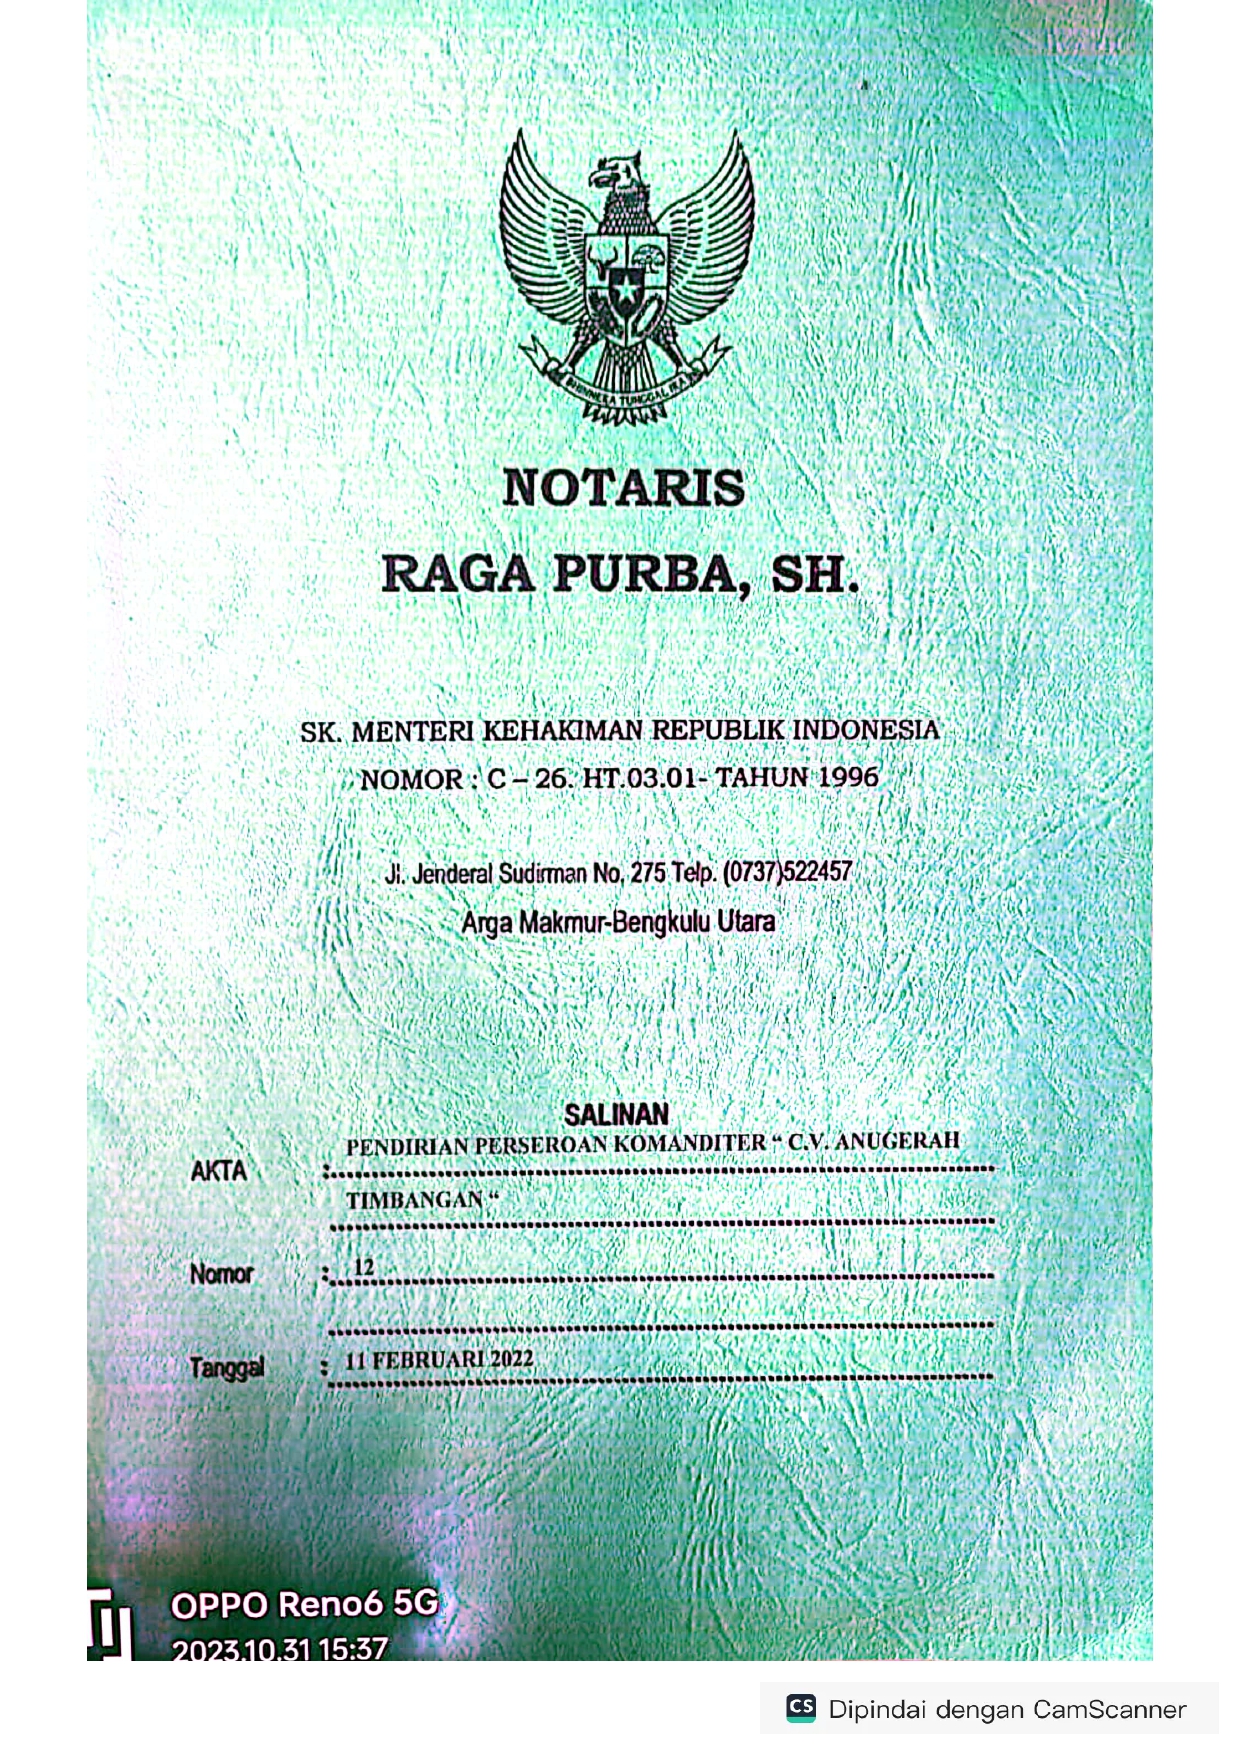 BHINNEKA TUNGGAL IKA
NOTARIS
RAGA PURBA, SH.
SK. MENTERI KEHAKIMAN REPUBLIK INDONESIA
NOMOR : C – 26. HT.03.01- TAHUN 1996
Jl. Jenderal Sudirman No. 275 Telp. (0737)522457
Arga Makmur-Bengkulu Utara
SALINAN
PENDIRIAN PERSEROAN KOMANDITER “ C.V. ANUGERAH
AKTA :
TIMBANGAN “
Nomor : 12
Tanggal : 11 FEBRUARI 2022
OPPO Reno6 5G
2023.10.31 15:37
CS Dipindai dengan CamScanner